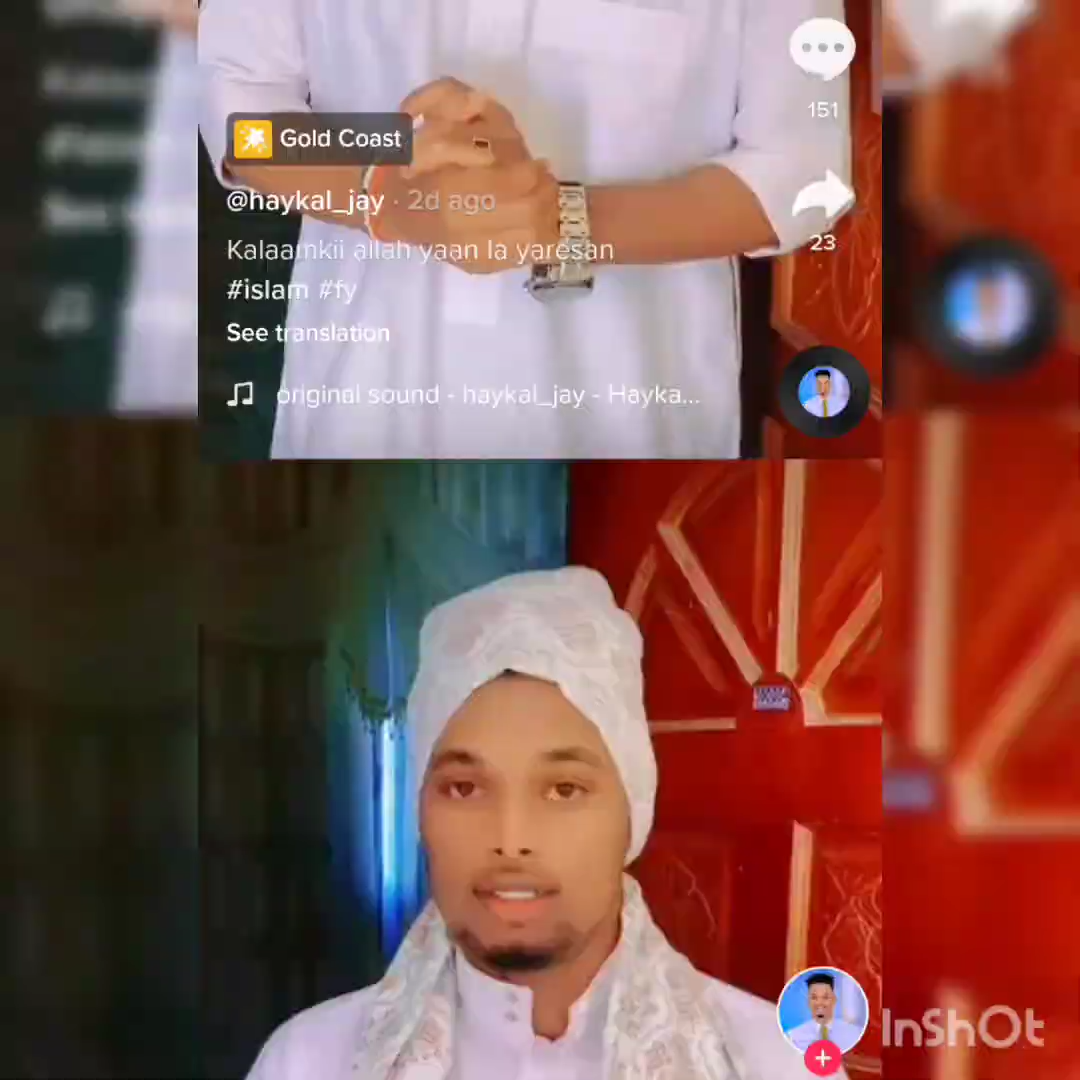 151
Gold Coast
@haykal_jay · 2d ago
23
Kalaamkii allah yaan la yaresan
#islam #fy
See translation
original sound - haykal_jay - Hayka...
InShOt